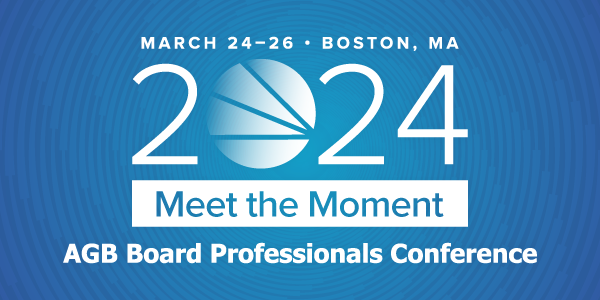 MARCH 24–26 • BOSTON, MA
2024
Meet the Moment
AGB Board Professionals Conference